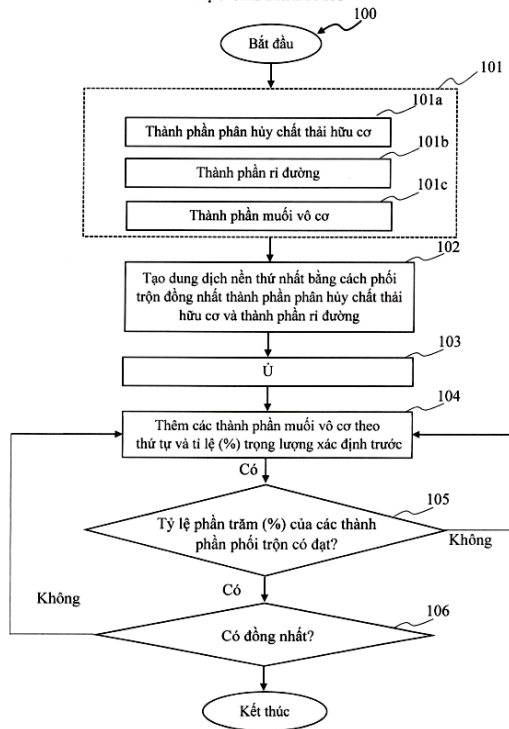 100
Bắt đầu
101
101a
Thành phần phân hủy chất thải hữu cơ
101b
Thành phần rỉ đường
101c
Thành phần muối vô cơ
102
Tạo dung dịch nền thứ nhất bằng cách phối
trộn đồng nhất thành phần phân hủy chất thải
hữu cơ và thành phần rỉ đường
103
Ủ
104
Thêm các thành phần muối vô cơ theo
thứ tự và tỉ lệ (%) trọng lượng xác định trước
Có
105
Tỷ lệ phần trăm (%) của các thành
phần phối trộn có đạt?
Không
Có
Không
106
Có đồng nhất?
Kết thúc